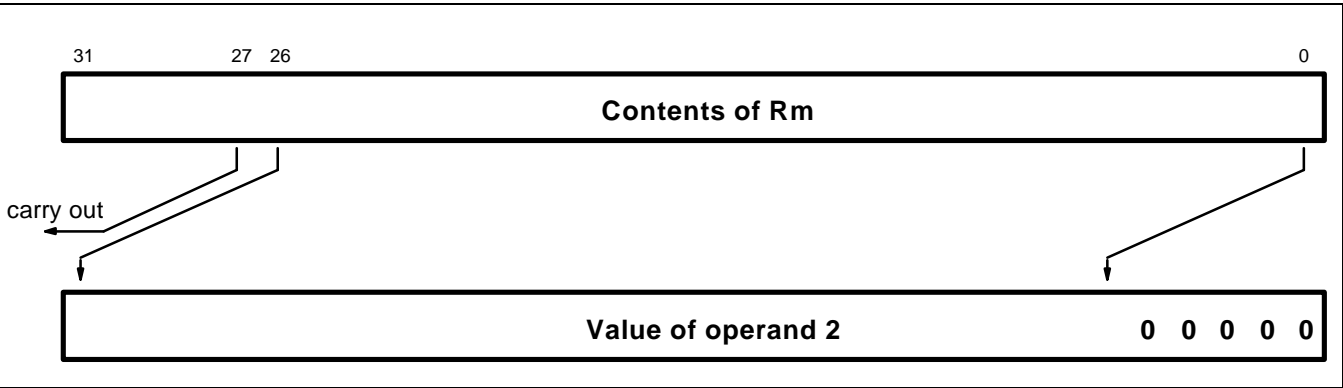 31 27 26 0
Contents of Rm
carry out
Value of operand 2 0 0 0 0 0